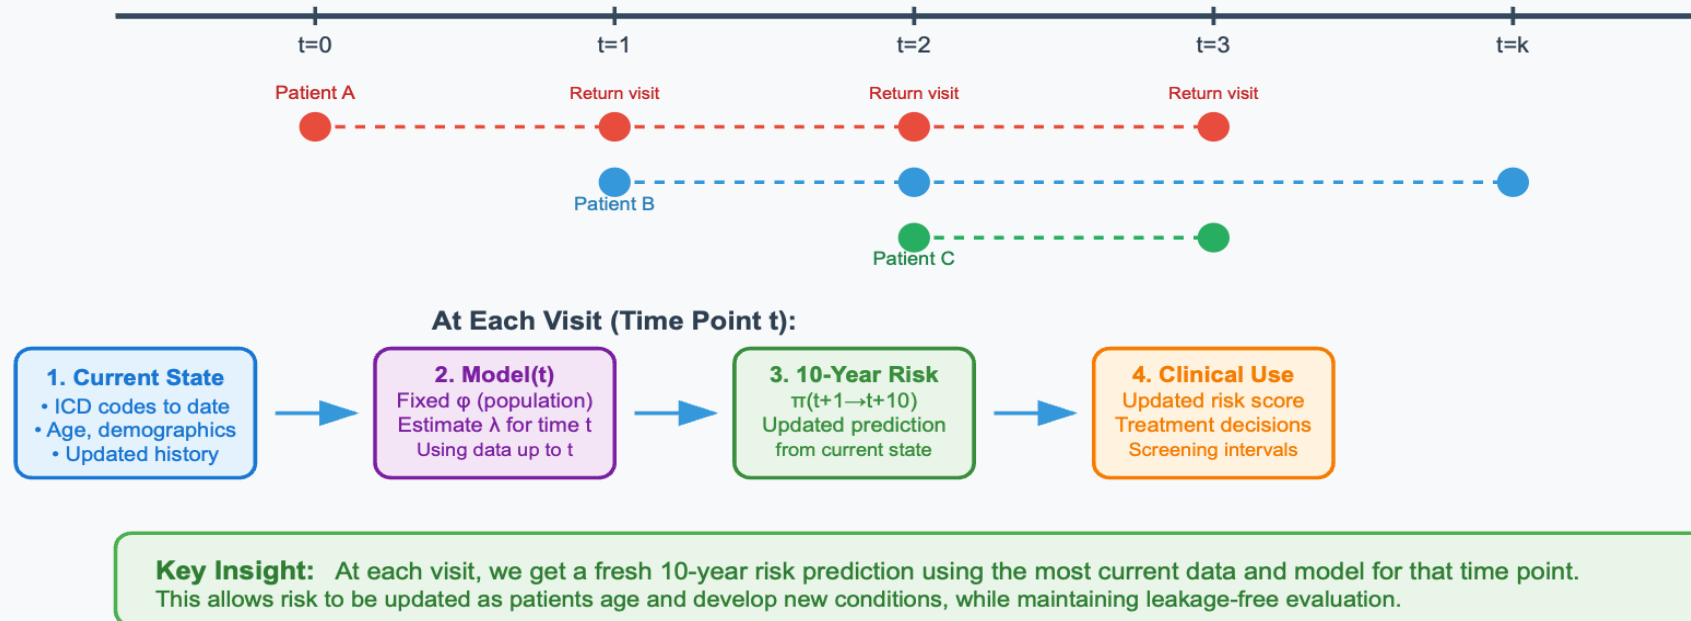 t=0 t=1 t=2 t=3 t=k
Patient A Return visit Return visit Return visit
Patient B
Patient C
At Each Visit (Time Point t):
1. Current State
• ICD codes to date
• Age, demographics
• Updated history
2. Model(t)
Fixed φ (population)
Estimate λ for time t
Using data up to t
3. 10-Year Risk
π(t+1→t+10)
Updated prediction
from current state
4. Clinical Use
Updated risk score
Treatment decisions
Screening intervals
Key Insight: At each visit, we get a fresh 10-year risk prediction using the most current data and model for that time point.
This allows risk to be updated as patients age and develop new conditions, while maintaining leakage-free evaluation.